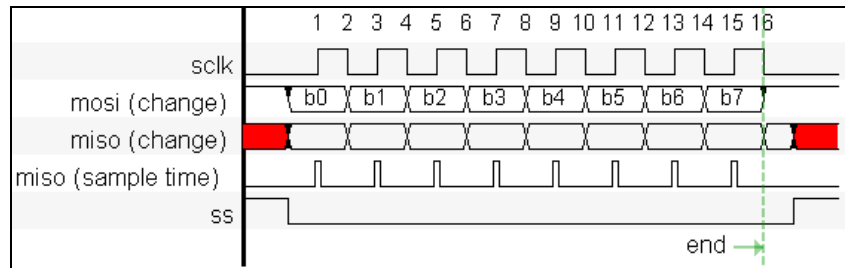 1 2 3 4 5 6 7 8 9 10 11 12 13 14 15 16
sclk
mosi (change) b0 b1 b2 b3 b4 b5 b6 b7
miso (change)
miso (sample time)
ss
end